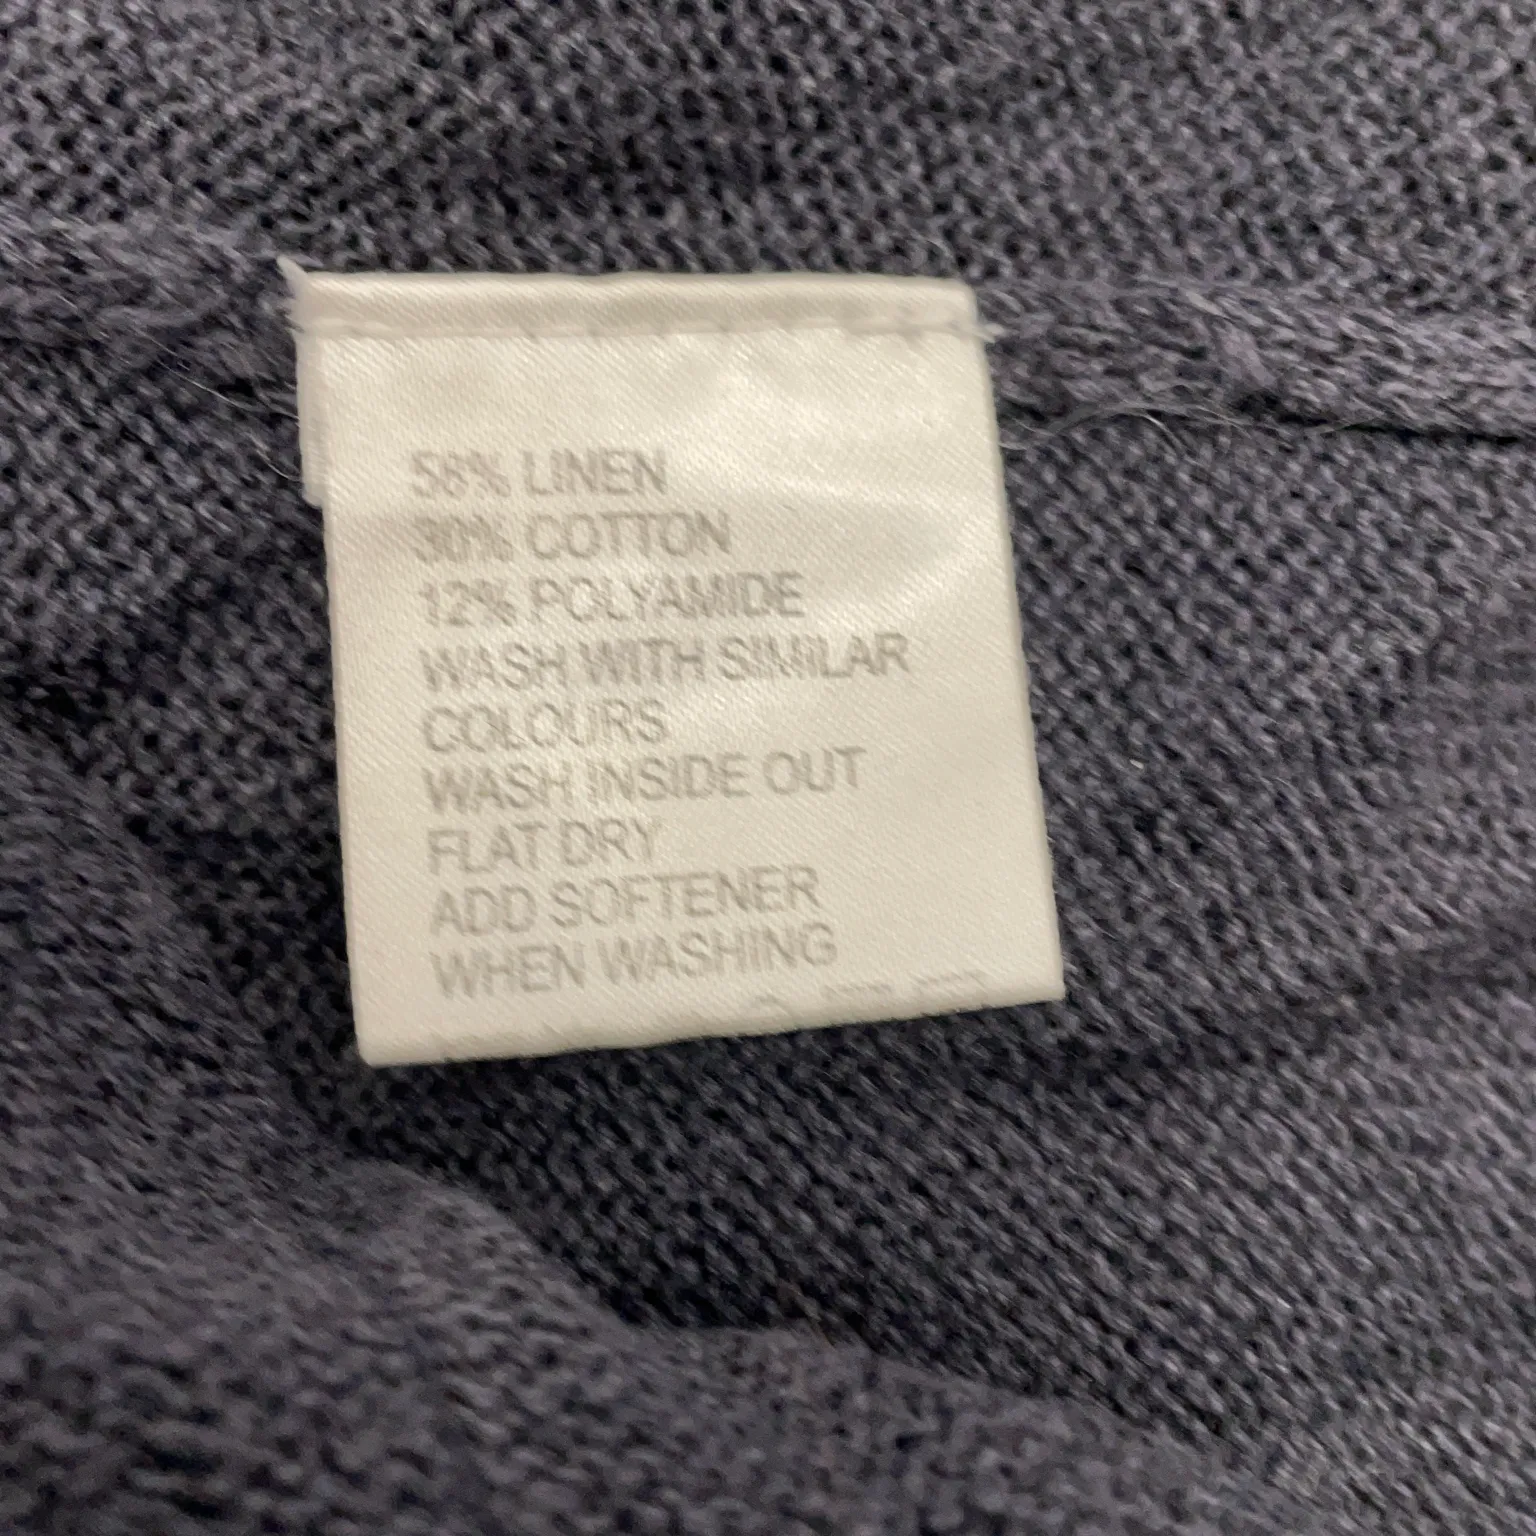 58% LINEN
30% COTTON
12% POLYAMIDE
WASH WITH SIMILAR
COLOURS
WASH INSIDE OUT
FLAT DRY
ADD SOFTENER
WHEN WASHING